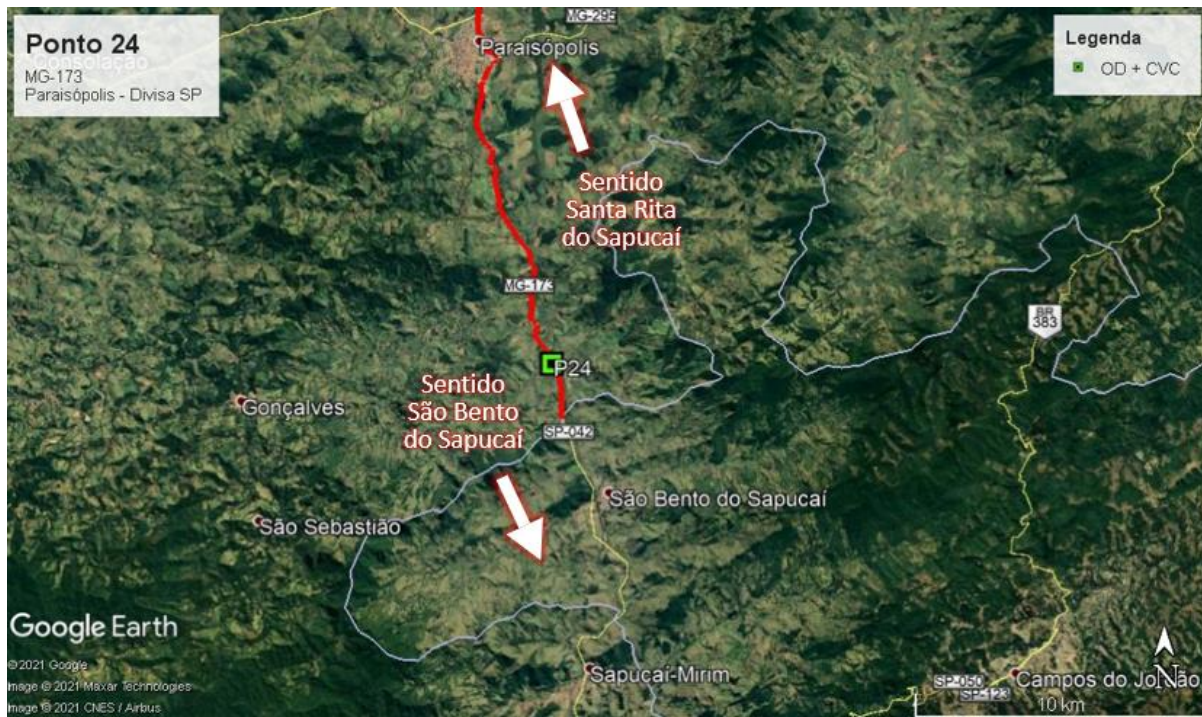 Ponto 24
Consolação
MG-173
Paraisópolis - Divisa SP
MG-295
Paraisópolis
Legenda
OD + CVC
Sentido
Santa Rita
do Sapucaí
MG-173
BR
383
P24
Sentido
São Bento
do Sapucaí
Gonçalves
SP-042
São Bento do Sapucaí
São Sebastião
Google Earth
©2021 Google
Image © 2021 Maxar Technologies
Image © 2021 CNES / Airbus
Sapucaí-Mirim
SP-050
SP-123
Campos do Jordão
N
10 km